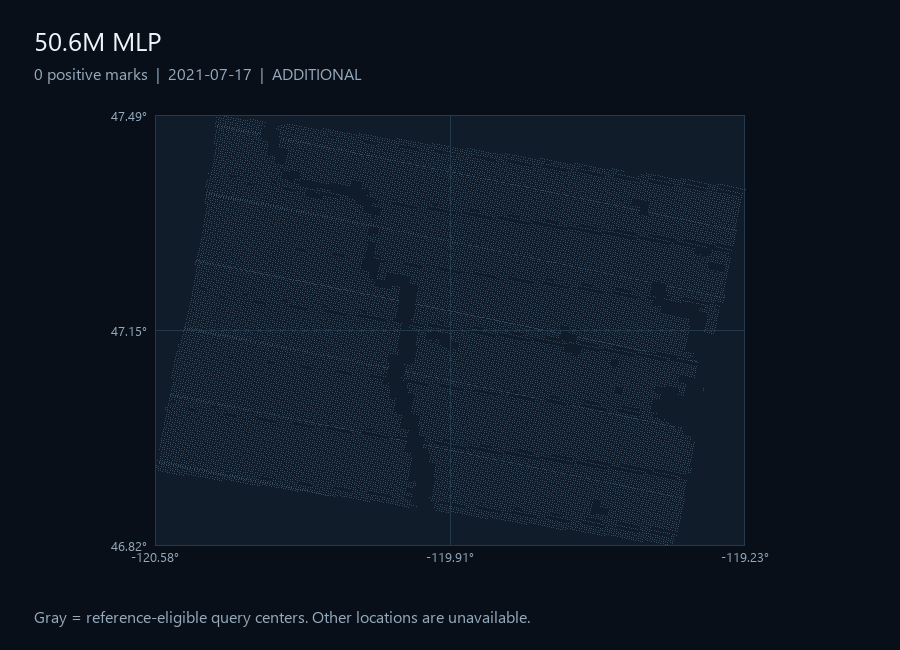 50.6M MLP
0 positive marks | 2021-07-17 | ADDITIONAL
47.49°
47.15°
46.82°
-120.58°
-119.91°
-119.23°
Gray = reference-eligible query centers. Other locations are unavailable.